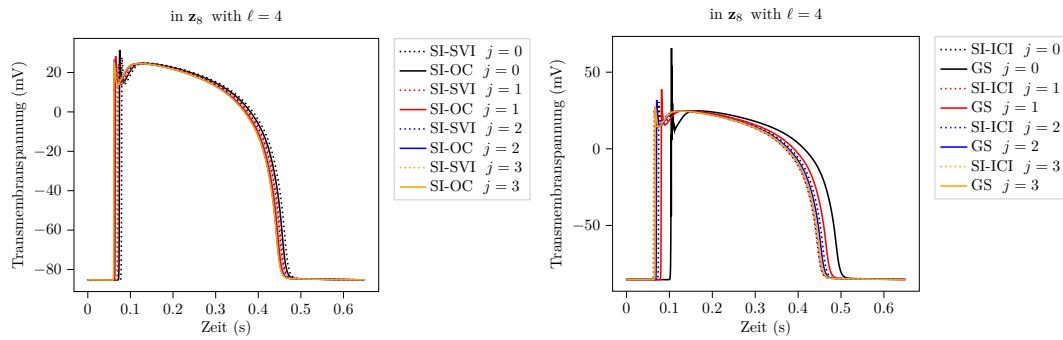 in z₈ with ℓ = 4
Transmembranspannung (mV)
20
0
−20
−40
−60
−80
0
0.1
0.2
0.3
0.4
0.5
0.6
Zeit (s)
SI-SVI j = 0
SI-OC j = 0
SI-SVI j = 1
SI-OC j = 1
SI-SVI j = 2
SI-OC j = 2
SI-SVI j = 3
SI-OC j = 3
in z₈ with ℓ = 4
Transmembranspannung (mV)
50
0
−50
0
0.1
0.2
0.3
0.4
0.5
0.6
Zeit (s)
SI-ICI j = 0
GS j = 0
SI-ICI j = 1
GS j = 1
SI-ICI j = 2
GS j = 2
SI-ICI j = 3
GS j = 3